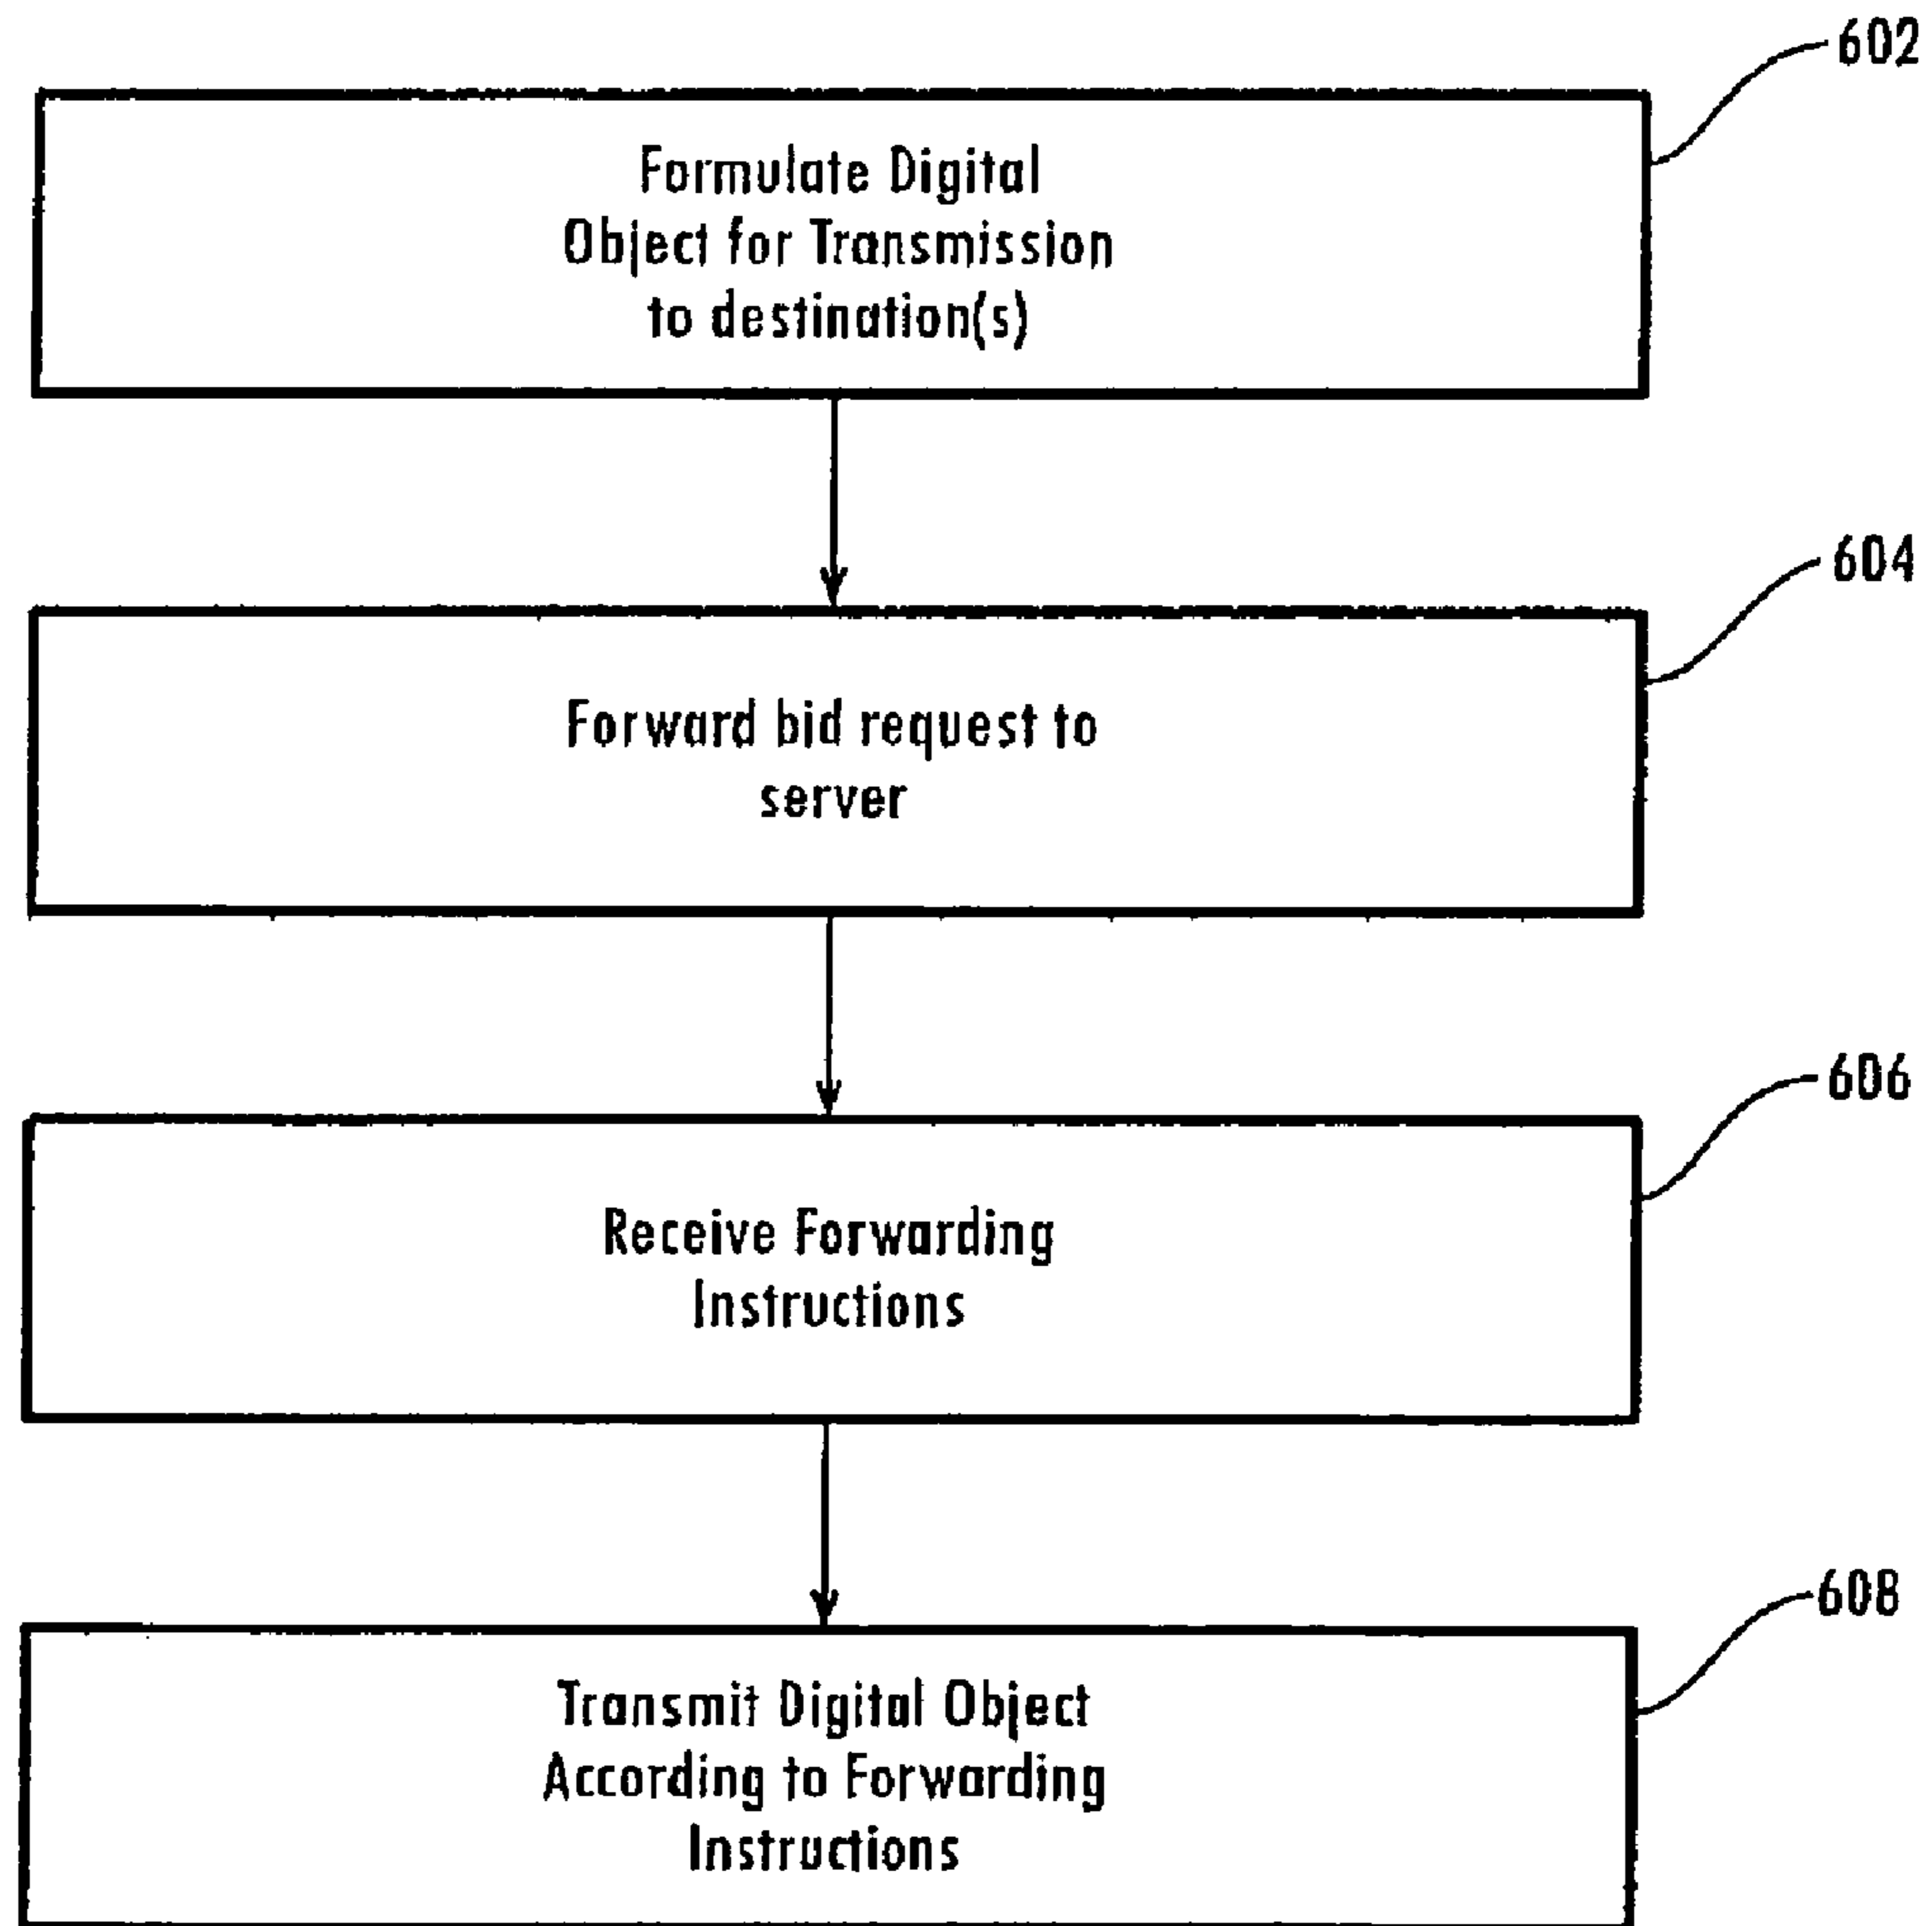 602
Formulate Digital
Object for Transmission
to destination(s)
604
Forward bid request to
server
606
Receive Forwarding
Instructions
608
Transmit Digital Object
According to Forwarding
Instructions